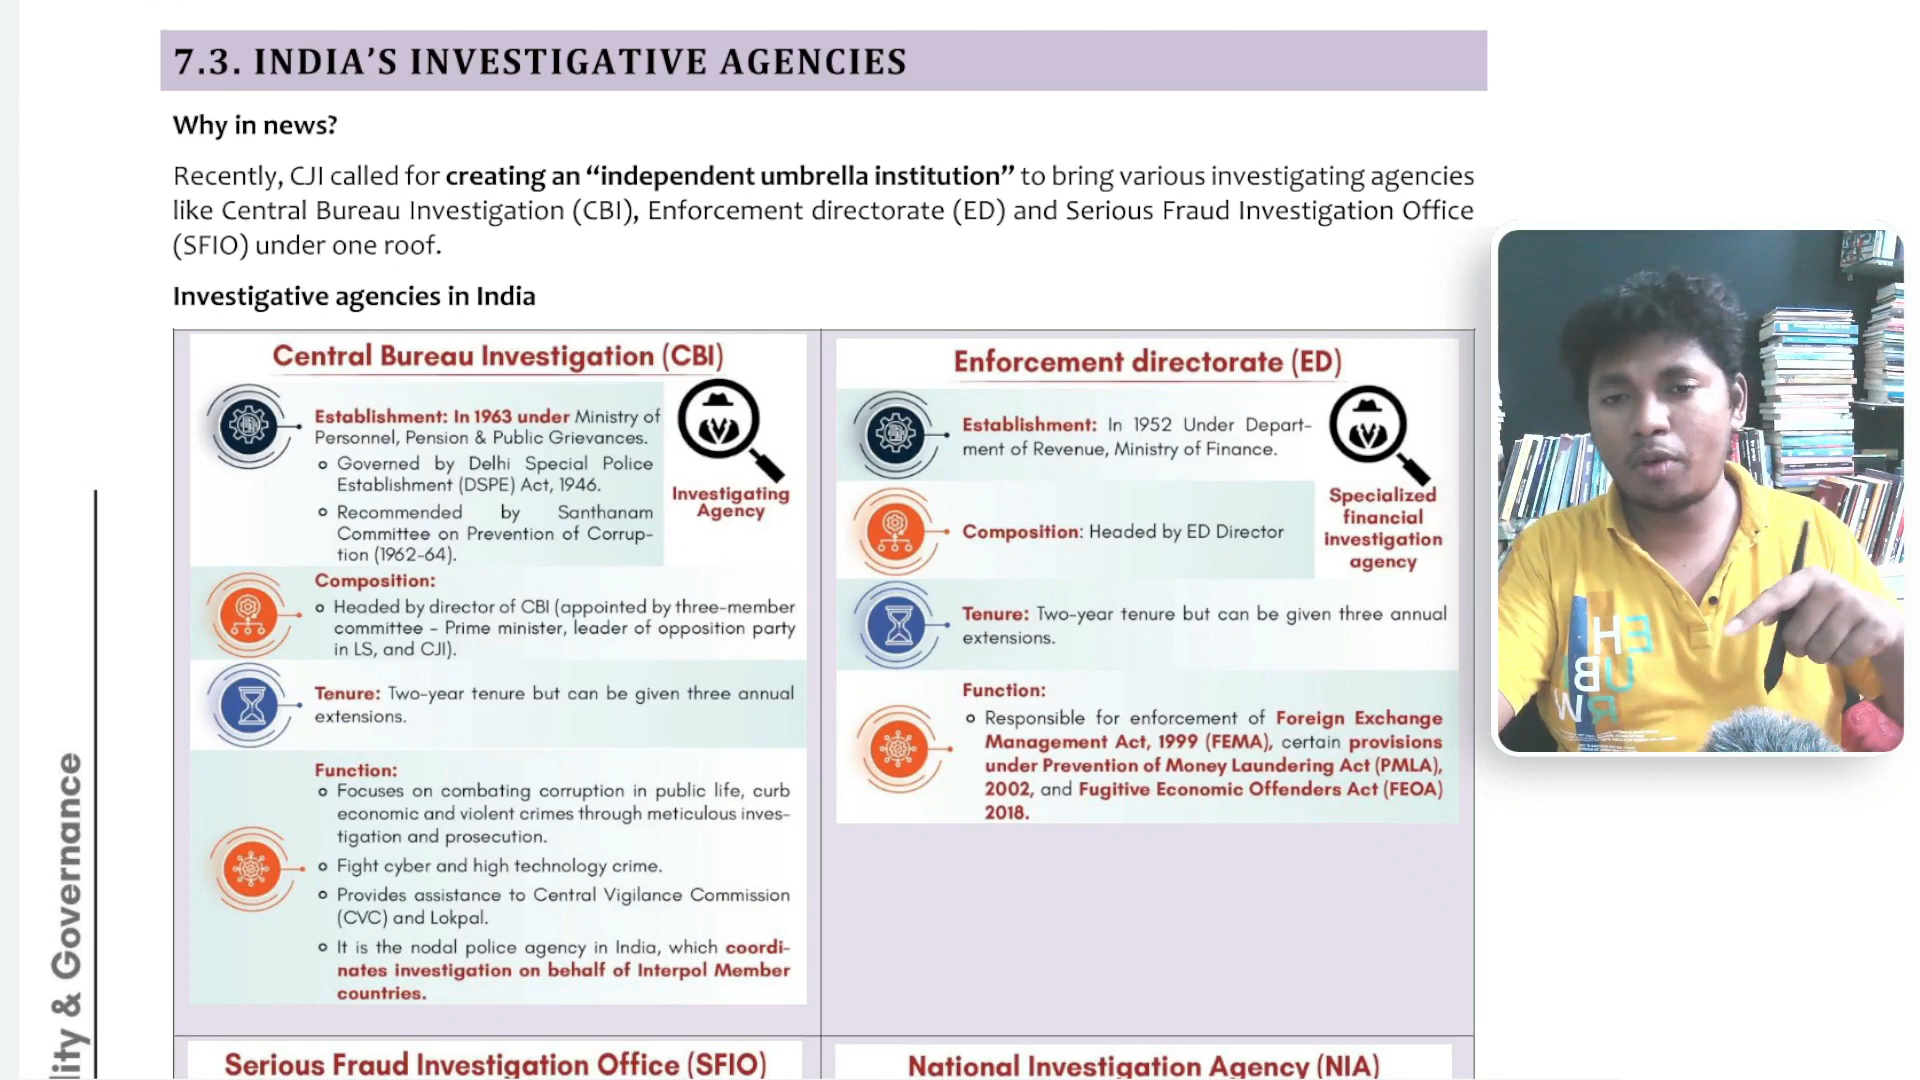 7.3. INDIA’S INVESTIGATIVE AGENCIES
Why in news?
Recently, CJI called for creating an “independent umbrella institution” to bring various investigating agencies
like Central Bureau Investigation (CBI), Enforcement directorate (ED) and Serious Fraud Investigation Office
(SFIO) under one roof.
Investigative agencies in India
Central Bureau Investigation (CBI)
Establishment: In 1963 under Ministry of
Personnel, Pension & Public Grievances.
Governed by Delhi Special Police
Establishment (DSPE) Act, 1946.
Recommended by Santhanam
Committee on Prevention of Corrup-
tion (1962-64).
Investigating
Agency
Composition:
Headed by director of CBI (appointed by three-member
committee - Prime minister, leader of opposition party
in LS, and CJI).
Tenure: Two-year tenure but can be given three annual
extensions.
Function:
Focuses on combating corruption in public life, curb
economic and violent crimes through meticulous inves-
tigation and prosecution.
Fight cyber and high technology crime.
Provides assistance to Central Vigilance Commission
(CVC) and Lokpal.
It is the nodal police agency in India, which coordi-
nates investigation on behalf of Interpol Member
countries.
Enforcement directorate (ED)
Establishment: In 1952 Under Depart-
ment of Revenue, Ministry of Finance.
Specialized
financial
investigation
agency
Composition: Headed by ED Director
Tenure: Two-year tenure but can be given three annual
extensions.
Function:
Responsible for enforcement of Foreign Exchange
Management Act, 1999 (FEMA), certain provisions
under Prevention of Money Laundering Act (PMLA),
2002, and Fugitive Economic Offenders Act (FEOA)
2018.
Serious Fraud Investigation Office (SFIO)
National Investigation Agency (NIA)
lity & Governance